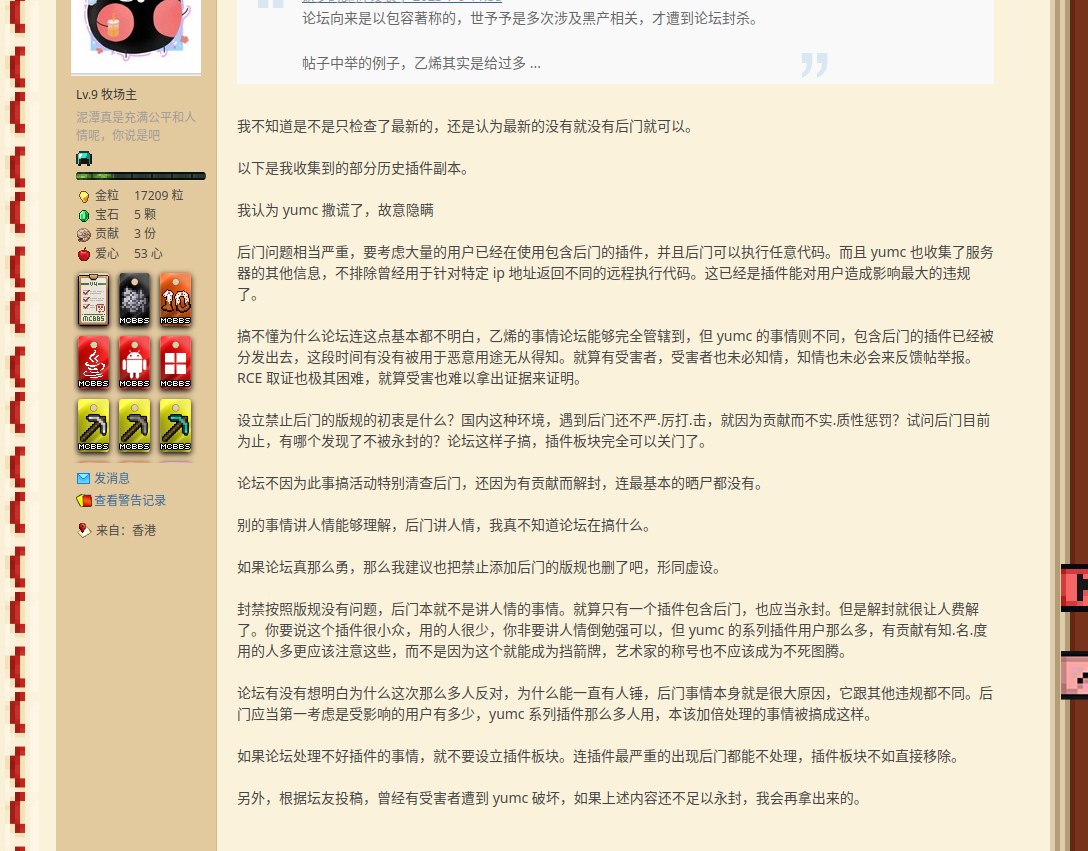 论坛向来是以包容著称的，世予予是多次涉及黑产相关，才遭到论坛封杀。
帖子中举的例子，乙烯其实是给过多 ...
Lv.9 牧场主
泥潭真是充满公平和人
情呢，你说是吧
金粒 17209 粒
宝石 5 颗
贡献 3 份
爱心 53 心
V4
MCBBS
MCBBS
10
MCBBS
MCBBS
MCBBS
MCBBS
MCBBS
MCBBS
MCBBS
发消息
查看警告记录
来自：香港
我不知道是不是只检查了最新的，还是认为最新的没有就没有后门就可以。
以下是我收集到的部分历史插件副本。
我认为 yumc 撒谎了，故意隐瞒
后门问题相当严重，要考虑大量的用户已经在使用包含后门的插件，并且后门可以执行任意代码。而且 yumc 也收集了服务
器的其他信息，不排除曾经用于针对特定 ip 地址返回不同的远程执行代码。这已经是插件能对用户造成影响最大的违规
了。
搞不懂为什么论坛连这点基本都不明白，乙烯的事情论坛能够完全管辖到，但 yumc 的事情则不同，包含后门的插件已经被
分发出去，这段时间有没有被用于恶意用途无从得知。就算有受害者，受害者也未必知情，知情也未必会来反馈帖举报。
RCE 取证也极其困难，就算受害也难以拿出证据来证明。
设立禁止后门的版规的初衷是什么？国内这种环境，遇到后门还不严.厉打.击，就因为贡献而不实.质性惩罚？试问后门目前
为止，有哪个发现了不被永封的？论坛这样子搞，插件板块完全可以关门了。
论坛不因为此事搞活动特别清查后门，还因为有贡献而解封，连最基本的晒尸都没有。
别的事情讲人情能够理解，后门讲人情，我真不知道论坛在搞什么。
如果论坛真那么勇，那么我建议也把禁止添加后门的版规也删了吧，形同虚设。
封禁按照版规没有问题，后门本就不是讲人情的事情。就算只有一个插件包含后门，也应当永封。但是解封就很让人费解
了。你要说这个插件很小众，用的人很少，你非要讲人情倒勉强可以，但 yumc 的系列插件用户那么多，有贡献有知.名.度
用的人多更应该注意这些，而不是因为这个就能成为挡箭牌，艺术家的称号也不应该成为不死图腾。
论坛有没有想明白为什么这次那么多人反对，为什么能一直有人锤，后门事情本身就是很大原因，它跟其他违规都不同。后
门应当第一考虑是受影响的用户有多少，yumc 系列插件那么多人用，本该加倍处理的事情被搞成这样。
如果论坛处理不好插件的事情，就不要设立插件板块。连插件最严重的出现后门都能不处理，插件板块不如直接移除。
另外，根据坛友投稿，曾经有受害者遭到 yumc 破坏，如果上述内容还不足以永封，我会再拿出来的。